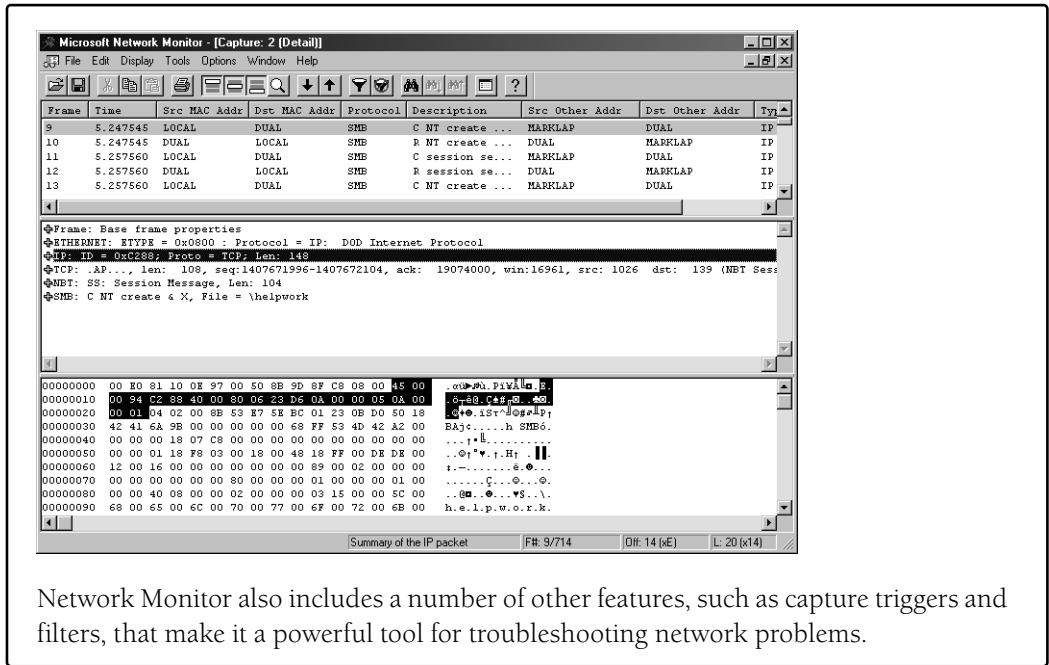 Microsoft Network Monitor - [Capture: 2 (Detail)]
File Edit Display Tools Options Window Help
Frame Time Src MAC Addr Dst MAC Addr Protocol Description Src Other Addr Dst Other Addr Typ
9 5.247545 LOCAL DUAL SMB C NT create ... MARKLAP DUAL IP
10 5.247545 DUAL LOCAL SMB R NT create ... DUAL MARKLAP IP
11 5.257560 LOCAL DUAL SMB C session se... MARKLAP DUAL IP
12 5.257560 DUAL LOCAL SMB R session se... DUAL MARKLAP IP
13 5.257560 LOCAL DUAL SMB C NT create ... MARKLAP DUAL IP
Frame: Base frame properties
ETHERNET: ETYPE = 0x0800 : Protocol = IP: DOD Internet Protocol
IP: ID = 0xC288; Proto = TCP; Len: 148
TCP: .AP..., len: 108, seq:1407671996-1407672104, ack: 19074000, win:16961, src: 1026 dst: 139 (NBT Sess
NBT: SS: Session Message, Len: 104
SMB: C NT create & X, File = \helpwork
00000000 00 E0 81 10 0E 97 00 50 8B 9D 8F C8 08 00 45 00
00000010 00 94 C2 88 40 00 80 06 23 D6 0A 00 00 05 0A 00
00000020 00 01 04 02 00 8B 53 E7 5E BC 01 23 0B D0 50 18
00000030 42 41 6A 9B 00 00 00 00 00 68 FF 53 4D 42 A2 00 BAj¢.....h SMBó.
00000040 00 00 00 18 07 C8 00 00 00 00 00 00 00 00 00 00
00000050 00 00 01 18 F8 03 00 18 00 48 18 FF 00 DE DE 00
00000060 12 00 16 00 00 00 00 00 00 00 89 00 02 00 00 00
00000070 00 00 00 00 00 00 80 00 00 00 01 00 00 00 01 00
00000080 00 00 40 08 00 00 02 00 00 00 03 15 00 00 5C 00
00000090 68 00 65 00 6C 00 70 00 77 00 6F 00 72 00 6B 00 h.e.l.p.w.o.r.k.
Summary of the IP packet F#: 9/714 Off: 14 (xE) L: 20 (x14)
Network Monitor also includes a number of other features, such as capture triggers and
filters, that make it a powerful tool for troubleshooting network problems.